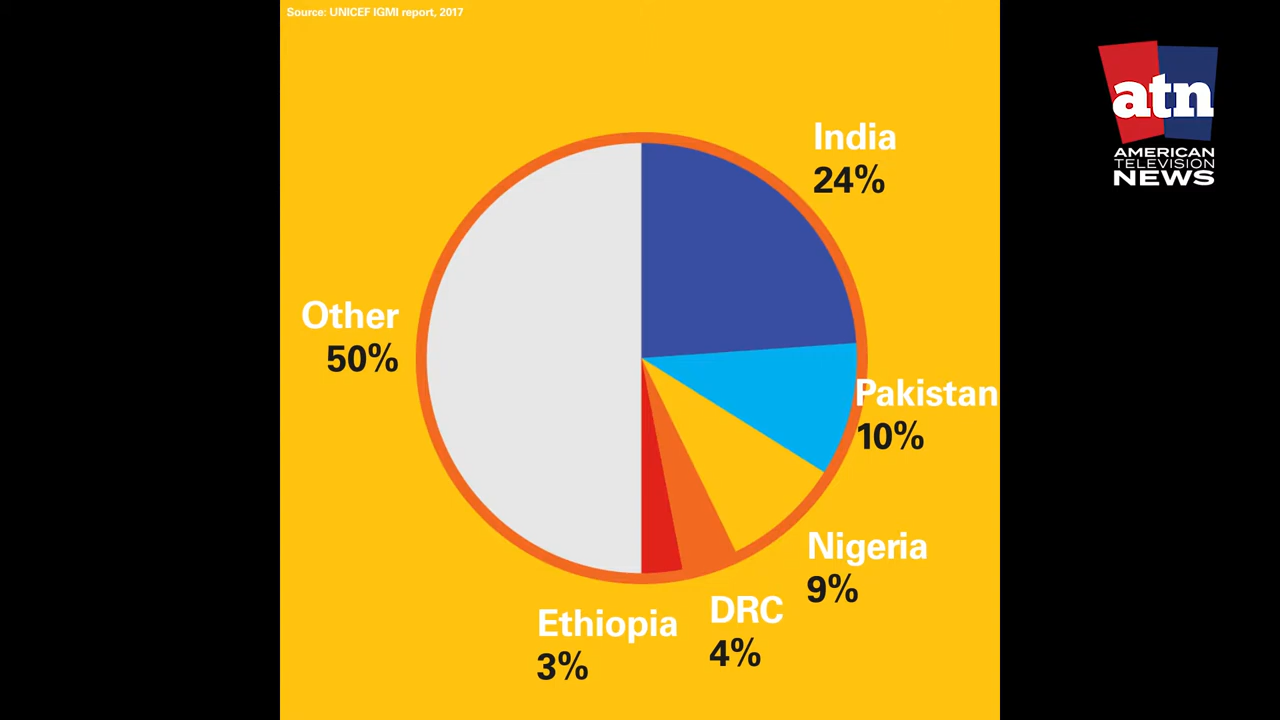 Source: UNICEF IGMI report, 2017
atn
AMERICAN
TELEVISION
NEWS
India
24%
Other
50%
Pakistan
10%
Nigeria
9%
DRC
4%
Ethiopia
3%